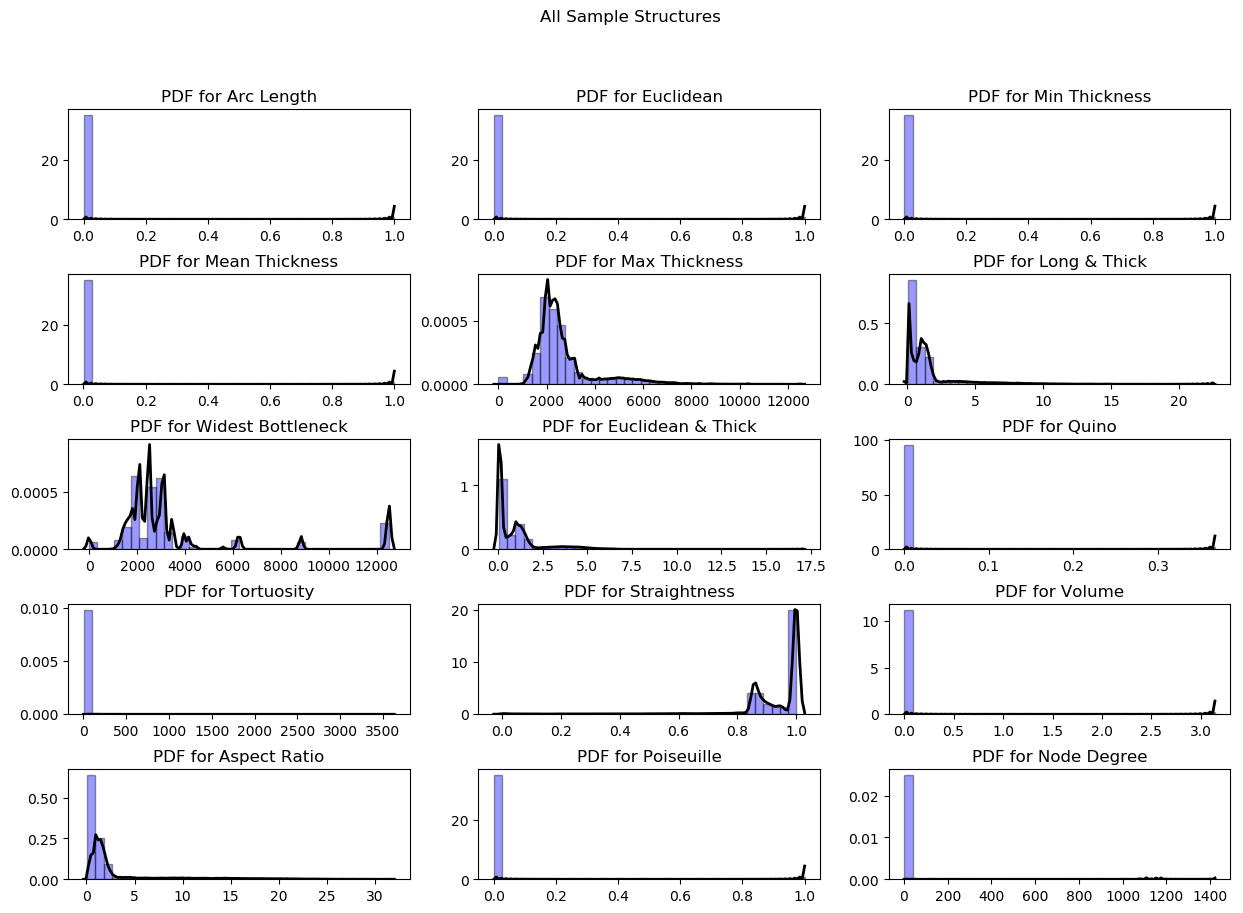 All Sample Structures
PDF for Arc Length PDF for Euclidean PDF for Min Thickness
20 20 20
0 0 0
0.0 0.2 0.4 0.6 0.8 1.0 0.0 0.2 0.4 0.6 0.8 1.0 0.0 0.2 0.4 0.6 0.8 1.0
PDF for Mean Thickness PDF for Max Thickness PDF for Long & Thick
20 0.0005 0.5
0 0.0000 0.0
0.0 0.2 0.4 0.6 0.8 1.0 0 2000 4000 6000 8000 10000 12000 0 5 10 15 20
PDF for Widest Bottleneck PDF for Euclidean & Thick PDF for Quino
100
0.0005 1 50
0.0000 0 0
0 2000 4000 6000 8000 10000 12000 0.0 2.5 5.0 7.5 10.0 12.5 15.0 17.5 0.0 0.1 0.2 0.3
PDF for Tortuosity PDF for Straightness PDF for Volume
0.010 20 10
0.005 10 5
0.000 0 0
0 500 1000 1500 2000 2500 3000 3500 0.0 0.2 0.4 0.6 0.8 1.0 0.0 0.5 1.0 1.5 2.0 2.5 3.0
PDF for Aspect Ratio PDF for Poiseuille PDF for Node Degree
0.50 20 0.02
0.25 0.01
0.00 0 0.00
0 5 10 15 20 25 30 0.0 0.2 0.4 0.6 0.8 1.0 0 200 400 600 800 1000 1200 1400